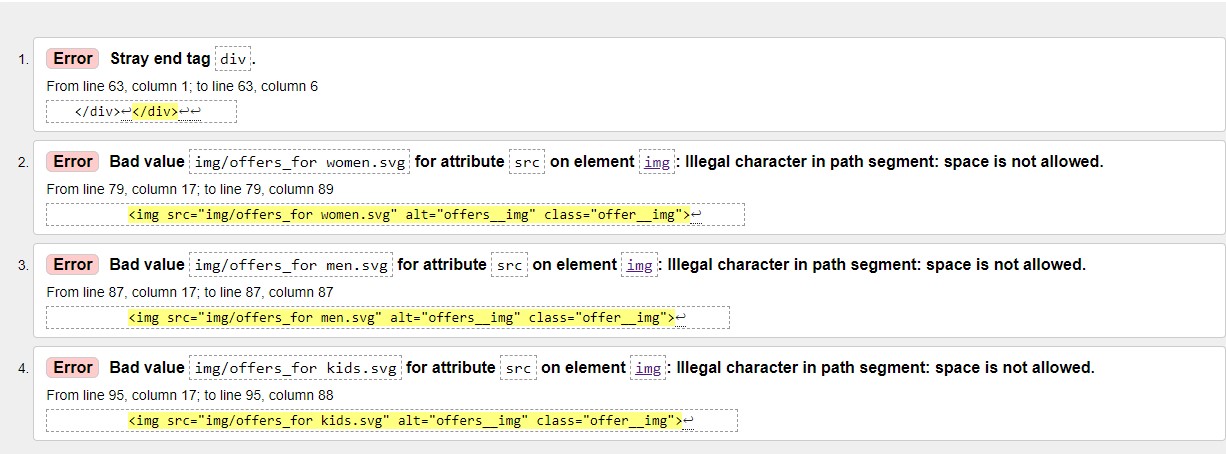 1. Error Stray end tag div.
From line 63, column 1; to line 63, column 6
</div>↩</div>↩↩
2. Error Bad value img/offers_for women.svg for attribute src on element img: Illegal character in path segment: space is not allowed.
From line 79, column 17; to line 79, column 89
<img src="img/offers_for women.svg" alt="offers__img" class="offer__img">↩
3. Error Bad value img/offers_for men.svg for attribute src on element img: Illegal character in path segment: space is not allowed.
From line 87, column 17; to line 87, column 87
<img src="img/offers_for men.svg" alt="offers__img" class="offer__img">↩
4. Error Bad value img/offers_for kids.svg for attribute src on element img: Illegal character in path segment: space is not allowed.
From line 95, column 17; to line 95, column 88
<img src="img/offers_for kids.svg" alt="offers__img" class="offer__img">↩